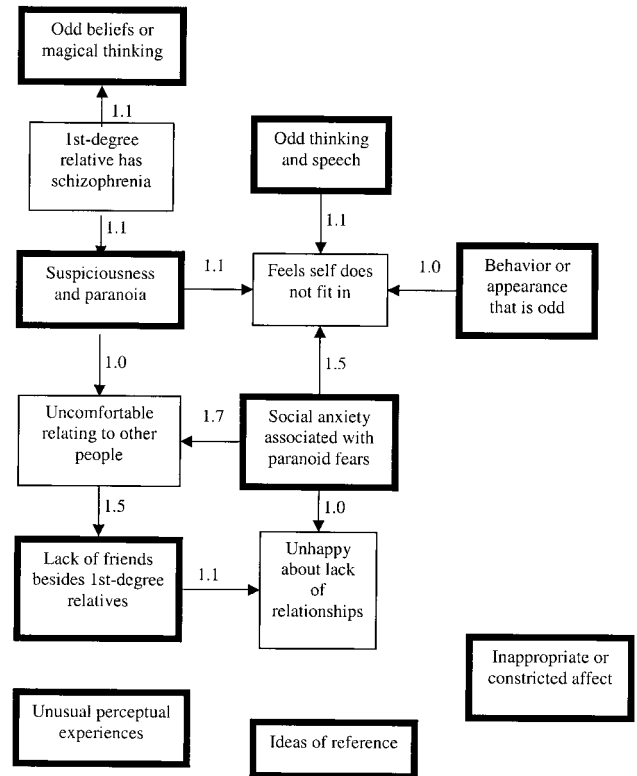 Odd beliefs or
magical thinking
1.1
1st-degree
relative has
schizophrenia
Odd thinking
and speech
1.1
1.1
Suspiciousness
and paranoia
1.1
Feels self does
not fit in
1.0
Behavior or
appearance
that is odd
1.0
1.5
Uncomfortable
relating to other
people
1.7
Social anxiety
associated with
paranoid fears
1.5
1.0
Lack of friends
besides 1st-degree
relatives
1.1
Unhappy
about lack
of
relationships
Inappropriate or
constricted affect
Unusual perceptual
experiences
Ideas of reference